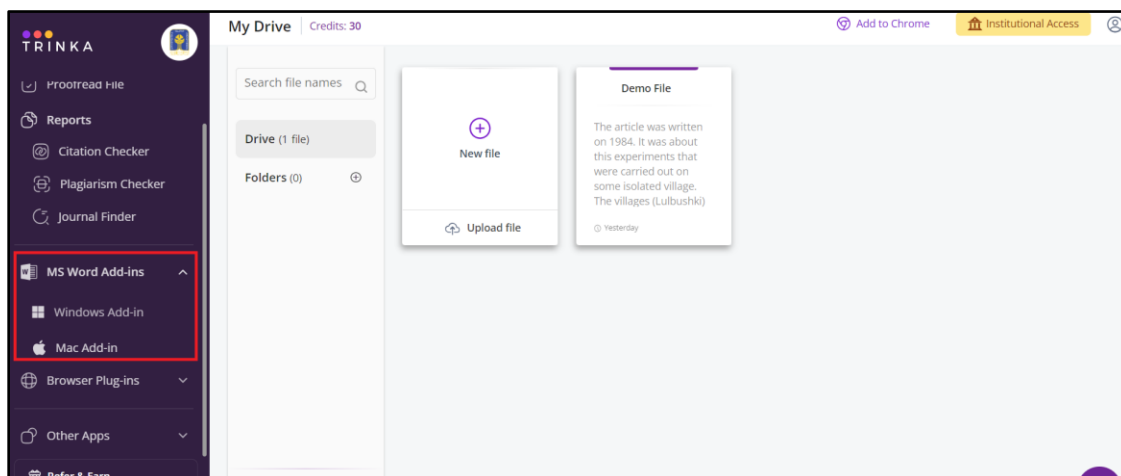 TRINKA
Proofread File
Reports
Citation Checker
Plagiarism Checker
Journal Finder
MS Word Add-ins
Windows Add-in
Mac Add-in
Browser Plug-ins
Other Apps
Refer & Earn
My Drive
Credits: 30
Add to Chrome
Institutional Access
Search file names
Drive (1 file)
Folders (0)
New file
Upload file
Demo File
The article was written
on 1984. It was about
this experiments that
were carried out on
some isolated village.
The villages (Lulbushki)
Yesterday